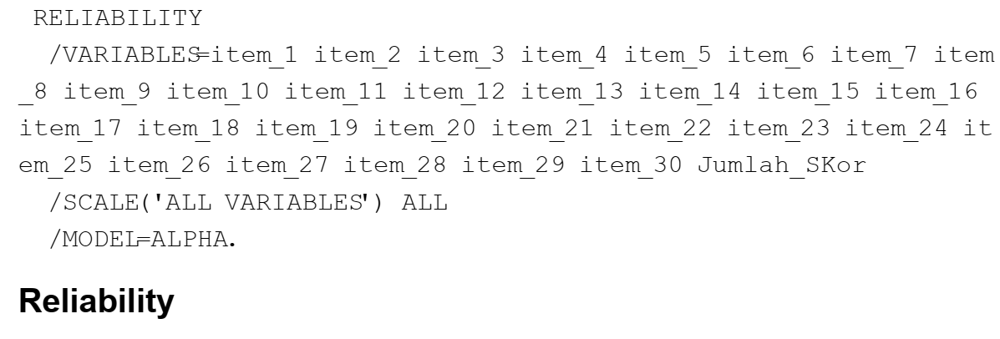 RELIABILITY
/VARIABLES=item_1 item_2 item_3 item_4 item_5 item_6 item_7 item
_8 item_9 item_10 item_11 item_12 item_13 item_14 item_15 item_16
item_17 item_18 item_19 item_20 item_21 item_22 item_23 item_24 it
em_25 item_26 item_27 item_28 item_29 item_30 Jumlah_SKor
/SCALE('ALL VARIABLES') ALL
/MODEL=ALPHA.
Reliability